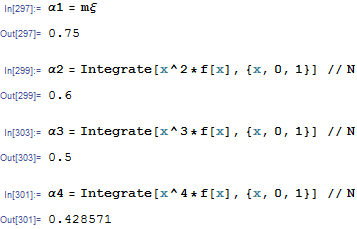 In[297]:= α1 = mξ
Out[297]= 0.75
In[299]:= α2 = Integrate[x^2*f[x], {x, 0, 1}] // N
Out[299]= 0.6
In[303]:= α3 = Integrate[x^3*f[x], {x, 0, 1}] // N
Out[303]= 0.5
In[301]:= α4 = Integrate[x^4*f[x], {x, 0, 1}] // N
Out[301]= 0.428571